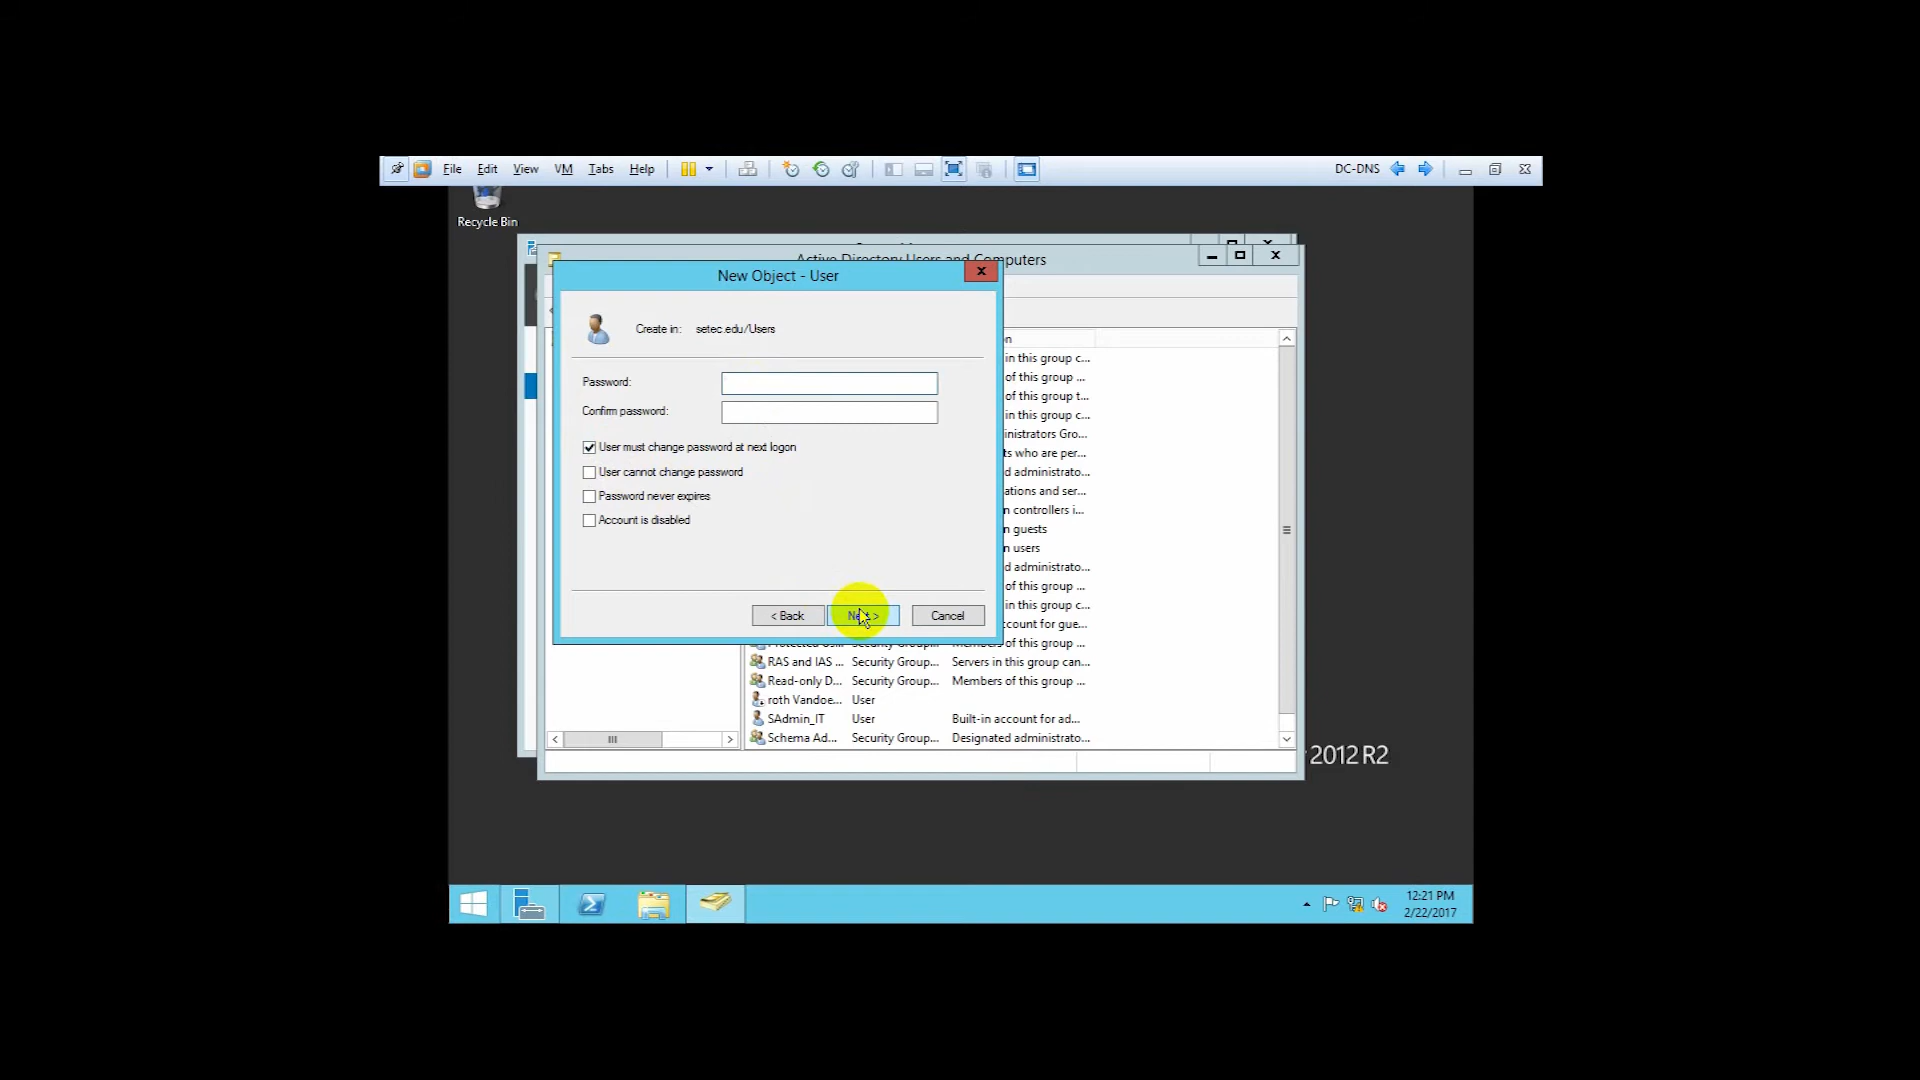 File Edit View VM Tabs Help DC-DNS
Recycle Bin
Active Directory Users and Computers
New Object - User
Create in: setec.edu/Users
Password:
Confirm password:
User must change password at next logon
User cannot change password
Password never expires
Account is disabled
< Back Next > Cancel
in this group c...
of this group ...
of this group t...
in this group c...
inistrators Gro...
ts who are per...
d administrato...
ations and ser...
n controllers i...
n guests
n users
d administrato...
of this group ...
in this group c...
count for gue...
Members of this group ...
RAS and IAS ... Security Group... Servers in this group can...
Read-only D... Security Group... Members of this group ...
roth Vandoe... User
SAdmin_IT User Built-in account for ad...
Schema Ad... Security Group... Designated administrato...
2012 R2
12:21 PM
2/22/2017